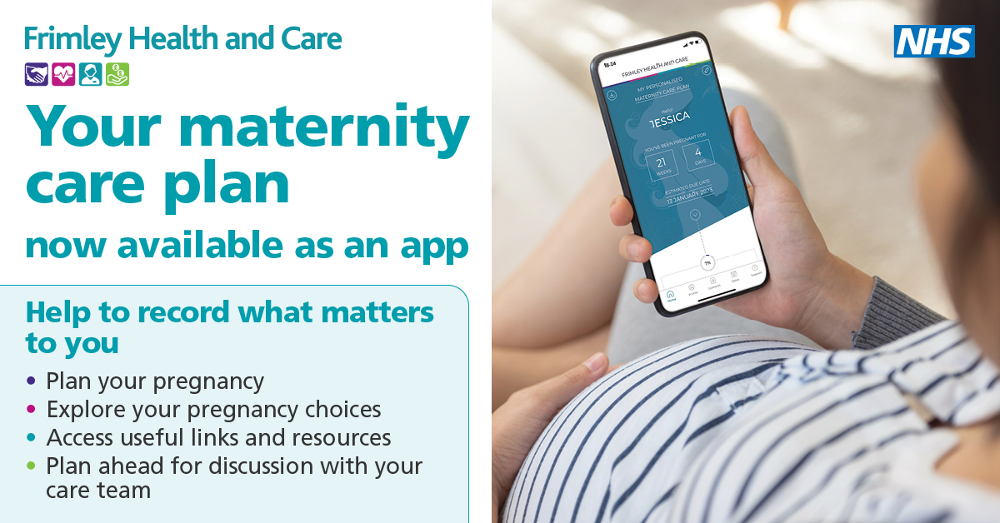 Frimley Health and Care
Your maternity
care plan
now available as an app
Help to record what matters
to you
• Plan your pregnancy
• Explore your pregnancy choices
• Access useful links and resources
• Plan ahead for discussion with your
care team
NHS
FRIMLEY HEALTH AND CARE
MY PERSONALISED
MATERNITY CARE PLAN
Hello!
JESSICA
YOU'VE BEEN PREGNANT FOR
21
WEEKS
4
DAYS
ESTIMATED DUE DATE
13 JANUARY 2023
7%
Home
Profile